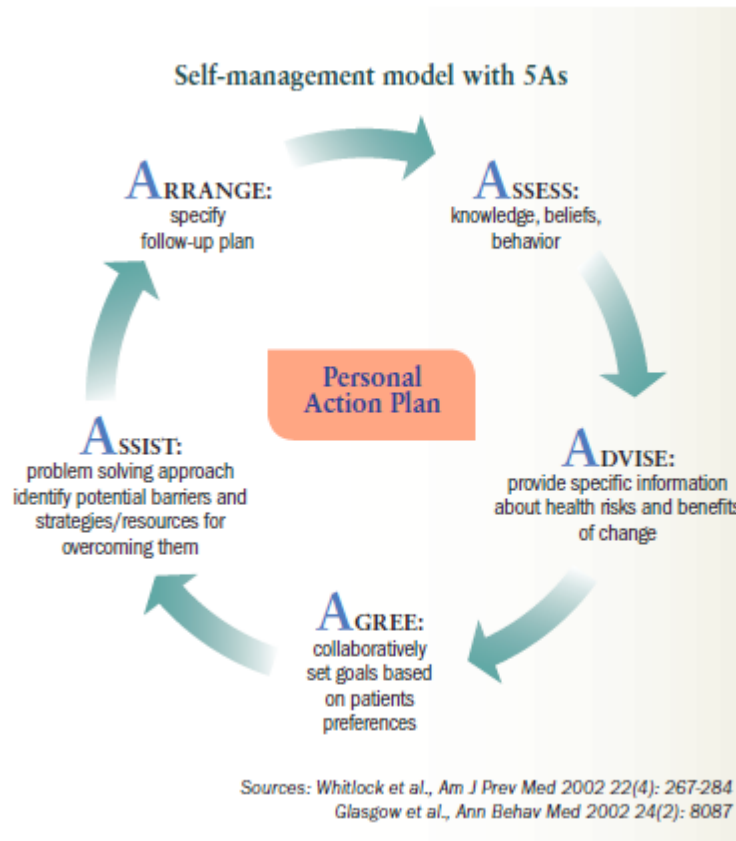 Self-management model with 5As
ARRANGE:
specify
follow-up plan
ASSESS:
knowledge, beliefs,
behavior
Personal
Action Plan
ASSIST:
problem solving approach
identify potential barriers and
strategies/resources for
overcoming them
ADVISE:
provide specific information
about health risks and benefits
of change
AGREE:
collaboratively
set goals based
on patients
preferences
Sources: Whitlock et al., Am J Prev Med 2002 22(4): 267-284
Glasgow et al., Ann Behav Med 2002 24(2): 8087